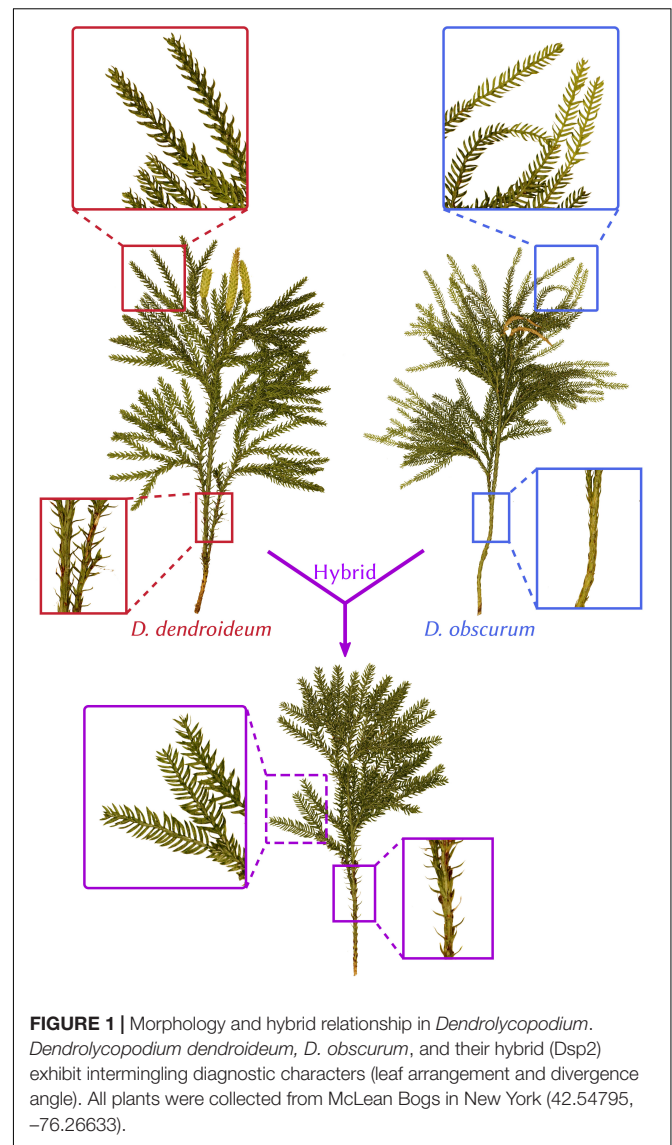 Hybrid
D. dendroideum
D. obscurum
FIGURE 1 | Morphology and hybrid relationship in Dendrolycopodium.
Dendrolycopodium dendroideum, D. obscurum, and their hybrid (Dsp2)
exhibit intermingling diagnostic characters (leaf arrangement and divergence
angle). All plants were collected from McLean Bogs in New York (42.54795,
–76.26633).